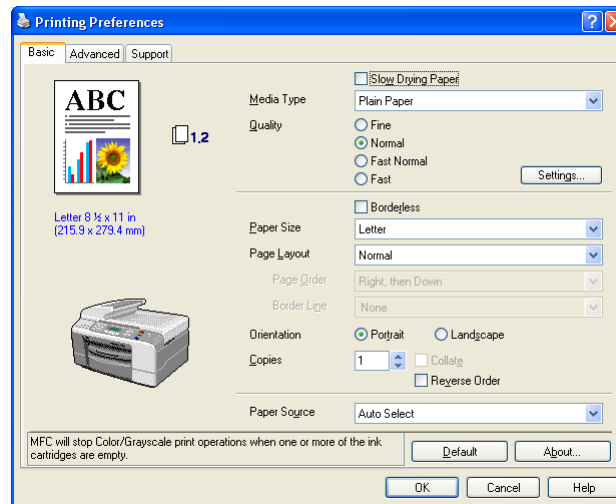 Printing Preferences
Basic Advanced Support
Slow Drying Paper
Media Type Plain Paper
Quality Fine
Normal
Fast Normal
Fast
Settings...
Borderless
Paper Size Letter
Page Layout Normal
Page Order Right, then Down
Border Line None
Orientation Portrait Landscape
Copies 1 Collate
Reverse Order
Paper Source Auto Select
ABC
1.2
Letter 8 ½ x 11 in
(215.9 x 279.4 mm)
MFC will stop Color/Grayscale print operations when one or more of the ink
cartridges are empty.
Default About...
OK Cancel Help